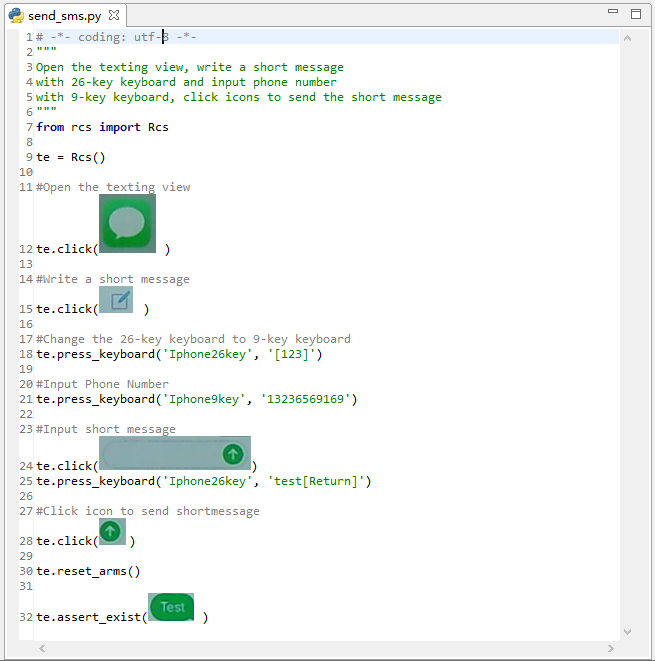 send_sms.py
1 # -*- coding: utf-8 -*-
2 """
3 Open the texting view, write a short message
4 with 26-key keyboard and input phone number
5 with 9-key keyboard, click icons to send the short message
6 """
7 from rcs import Rcs
8
9 te = Rcs()
10
11 #Open the texting view
12 te.click( )
13
14 #Write a short message
15 te.click( )
16
17 #Change the 26-key keyboard to 9-key keyboard
18 te.press_keyboard('Iphone26key', '[123]')
19
20 #Input Phone Number
21 te.press_keyboard('Iphone9key', '13236569169')
22
23 #Input short message
24 te.click( )
25 te.press_keyboard('Iphone26key', 'test[Return]')
26
27 #Click icon to send shortmessage
28 te.click( )
29
30 te.reset_arms()
31
32 te.assert_exist( Test )